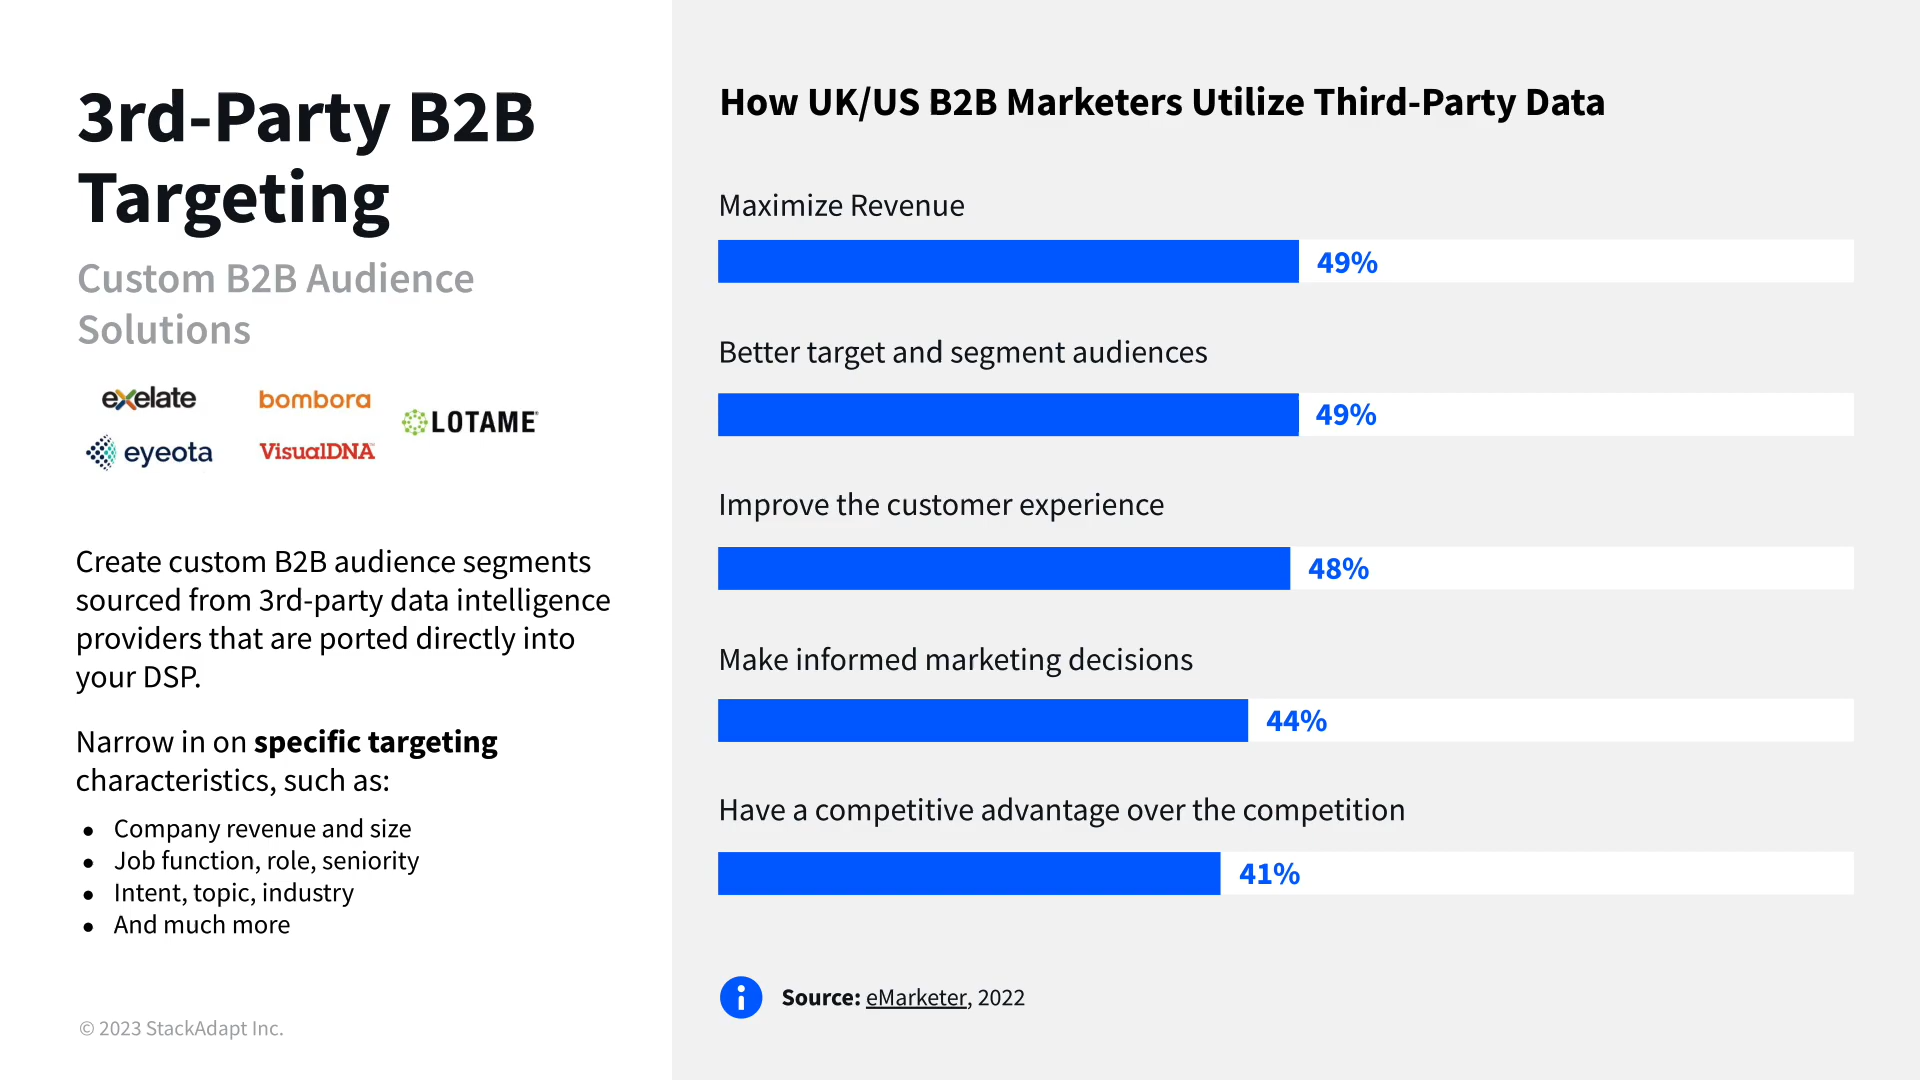 3rd-Party B2B
Targeting
Custom B2B Audience
Solutions
exelate
bombora
LOTAME
eyeota
VisualDNA
Create custom B2B audience segments
sourced from 3rd-party data intelligence
providers that are ported directly into
your DSP.
Narrow in on specific targeting
characteristics, such as:
● Company revenue and size
● Job function, role, seniority
● Intent, topic, industry
● And much more
© 2023 StackAdapt Inc.
How UK/US B2B Marketers Utilize Third-Party Data
Maximize Revenue
49%
Better target and segment audiences
49%
Improve the customer experience
48%
Make informed marketing decisions
44%
Have a competitive advantage over the competition
41%
Source: eMarketer, 2022